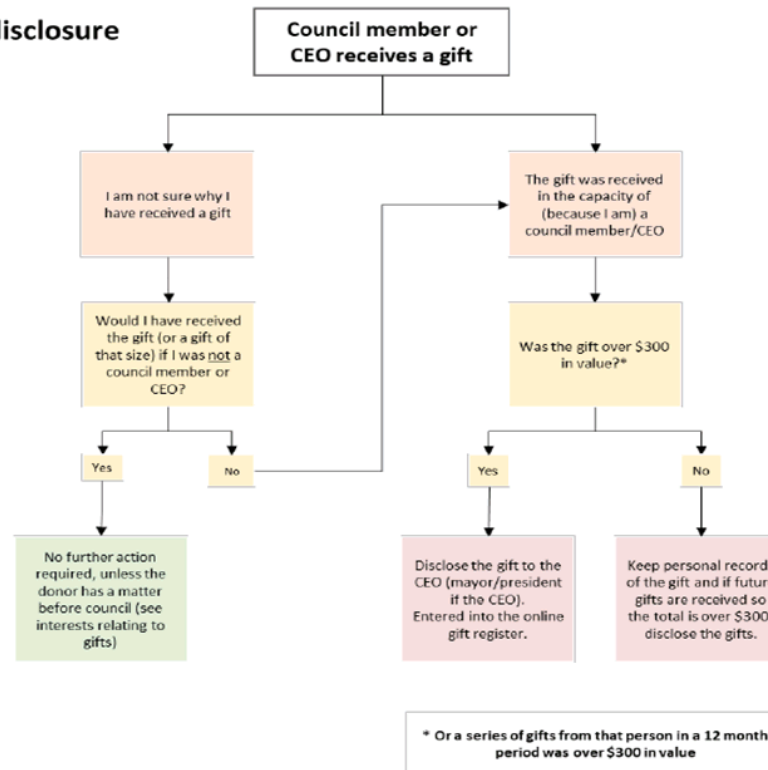 disclosure
Council member or
CEO receives a gift
I am not sure why I
have received a gift
The gift was received
in the capacity of
(because I am) a
council member/CEO
Would I have received
the gift (or a gift of
that size) if I was not a
council member or
CEO?
Was the gift over $300
in value?*
Yes
No
Yes
No
No further action
required, unless the
donor has a matter
before council (see
interests relating to
gifts)
Disclose the gift to the
CEO (mayor/president
if the CEO).
Entered into the online
gift register.
Keep personal record
of the gift and if futur
gifts are received so
the total is over $300
disclose the gifts.
* Or a series of gifts from that person in a 12 month
period was over $300 in value